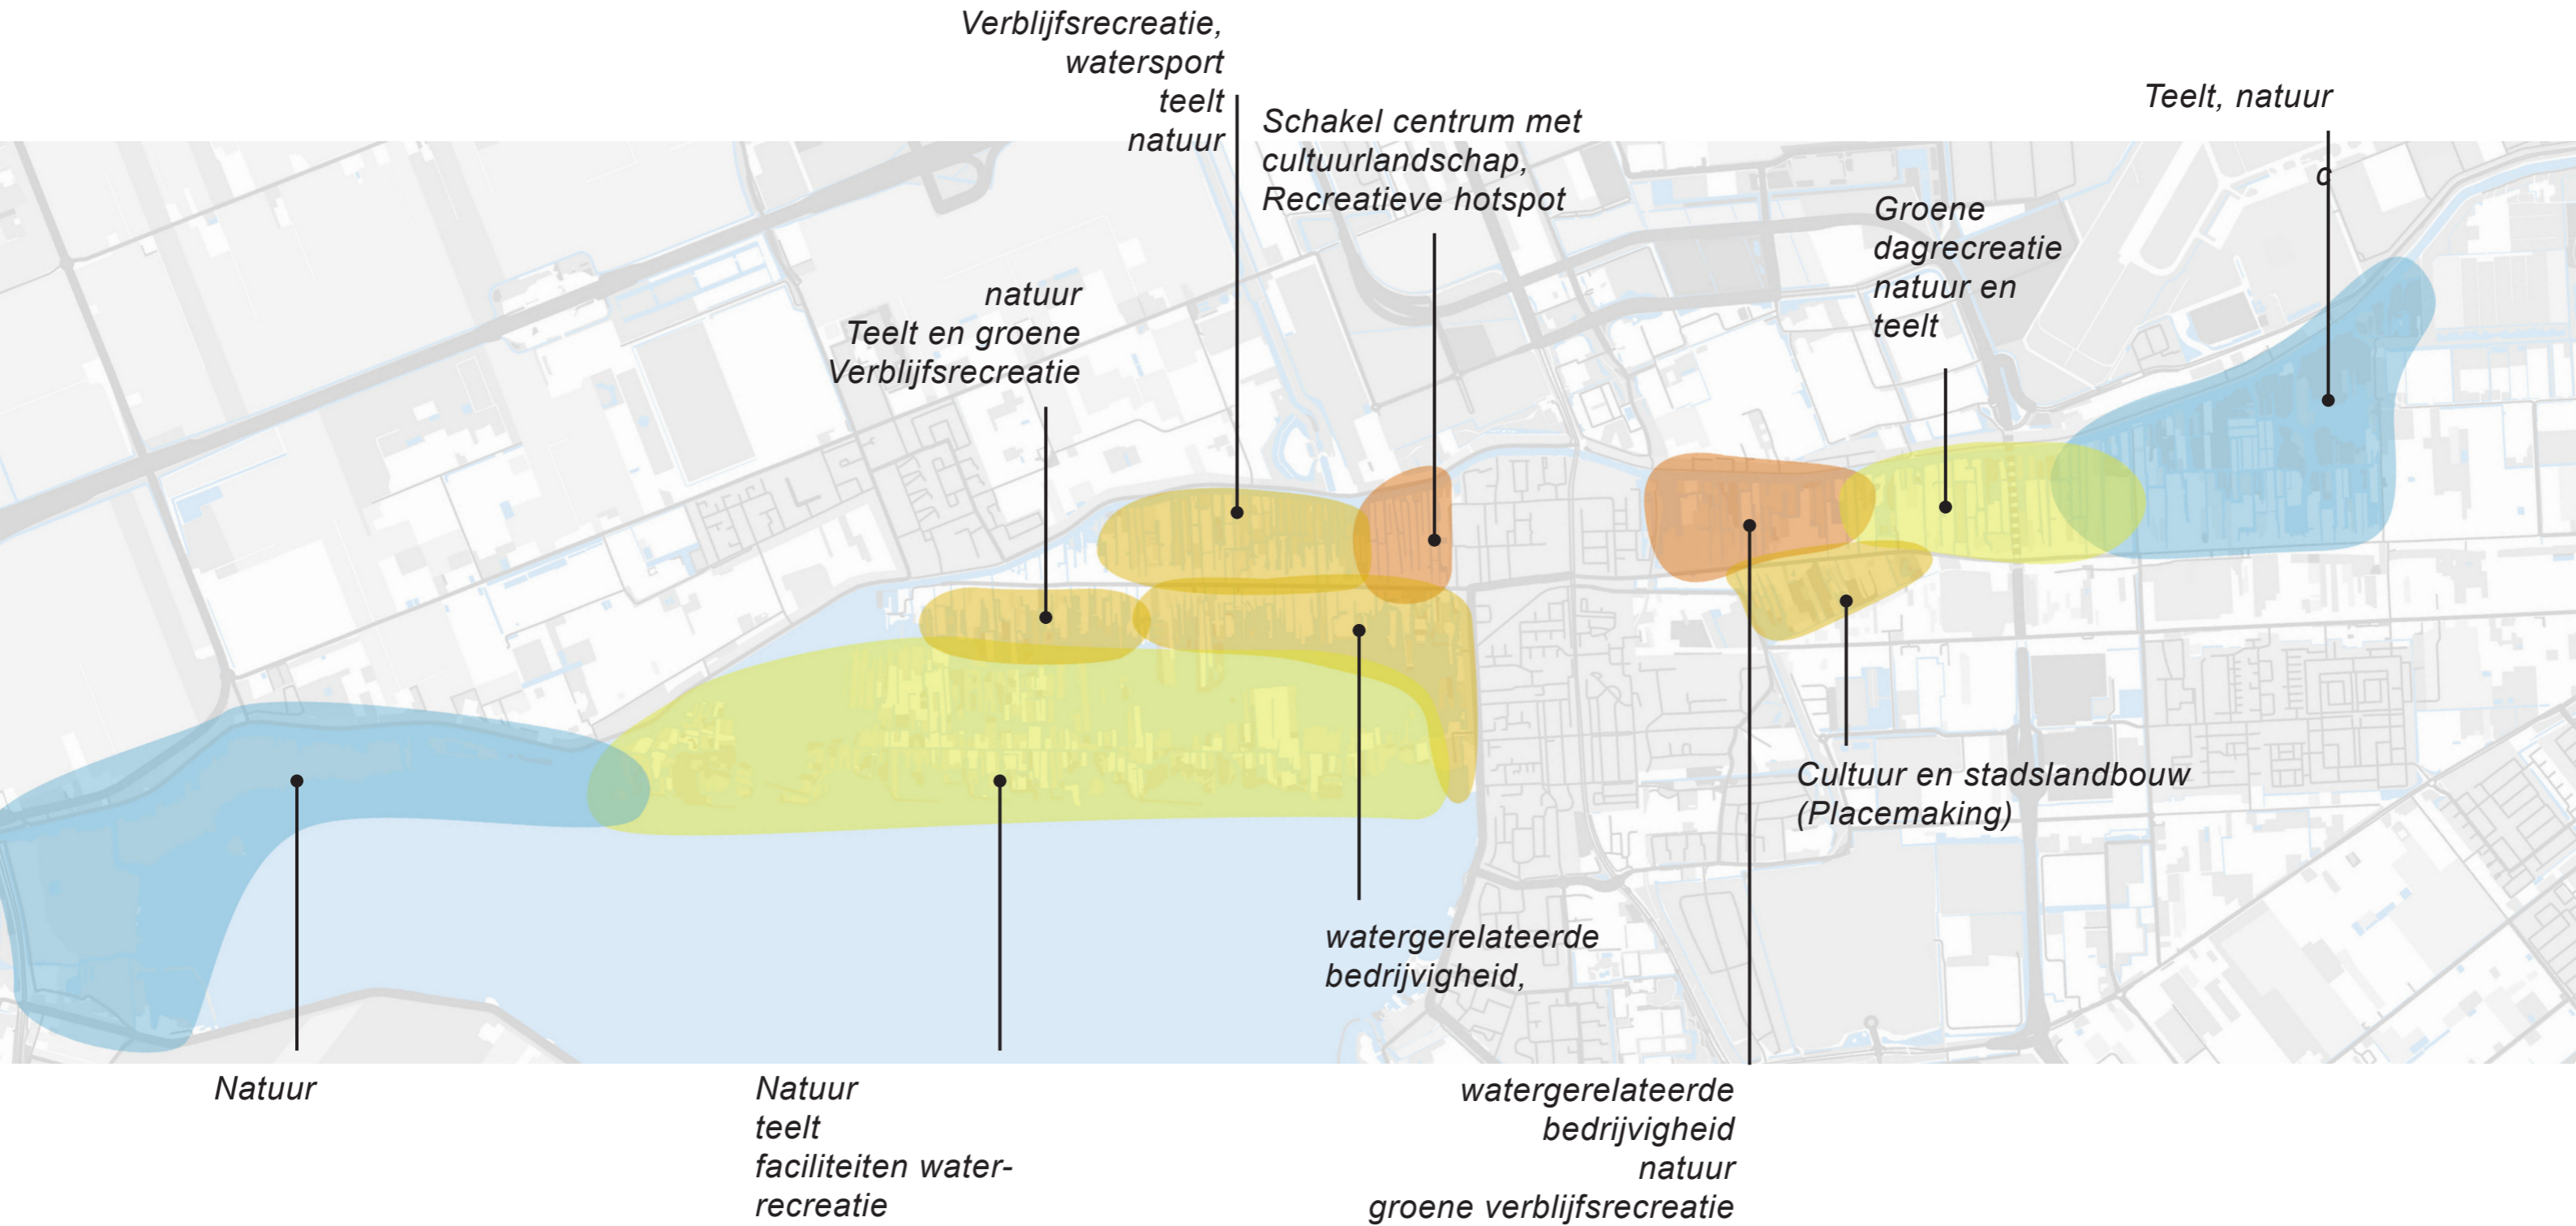 Verblijfsrecreatie,
watersport
teelt
natuur
Schakel centrum met
cultuurlandschap,
Recreatieve hotspot
Teelt, natuur
c
Groene
dagrecreatie
natuur en
teelt
natuur
Teelt en groene
Verblijfsrecreatie
Cultuur en stadslandbouw
(Placemaking)
watergerelateerde
bedrijvigheid,
Natuur
Natuur
teelt
faciliteiten water-
recreatie
watergerelateerde
bedrijvigheid
natuur
groene verblijfsrecreatie